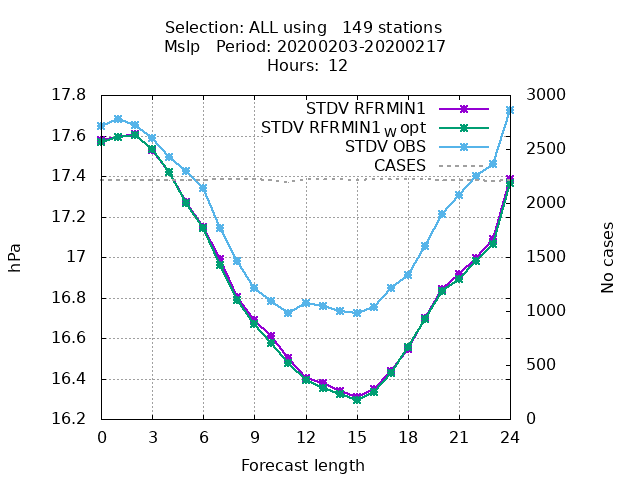 Selection: ALL using   149 stations
Mslp   Period: 20200203-20200217
Hours: 12
STDV RFRMIN1
STDV RFRMIN1 w opt
STDV OBS
CASES
17.8
17.6
17.4
17.2
17
16.8
16.6
16.4
16.2
hPa
3000
2500
2000
1500
1000
500
0
No cases
0 3 6 9 12 15 18 21 24
Forecast length